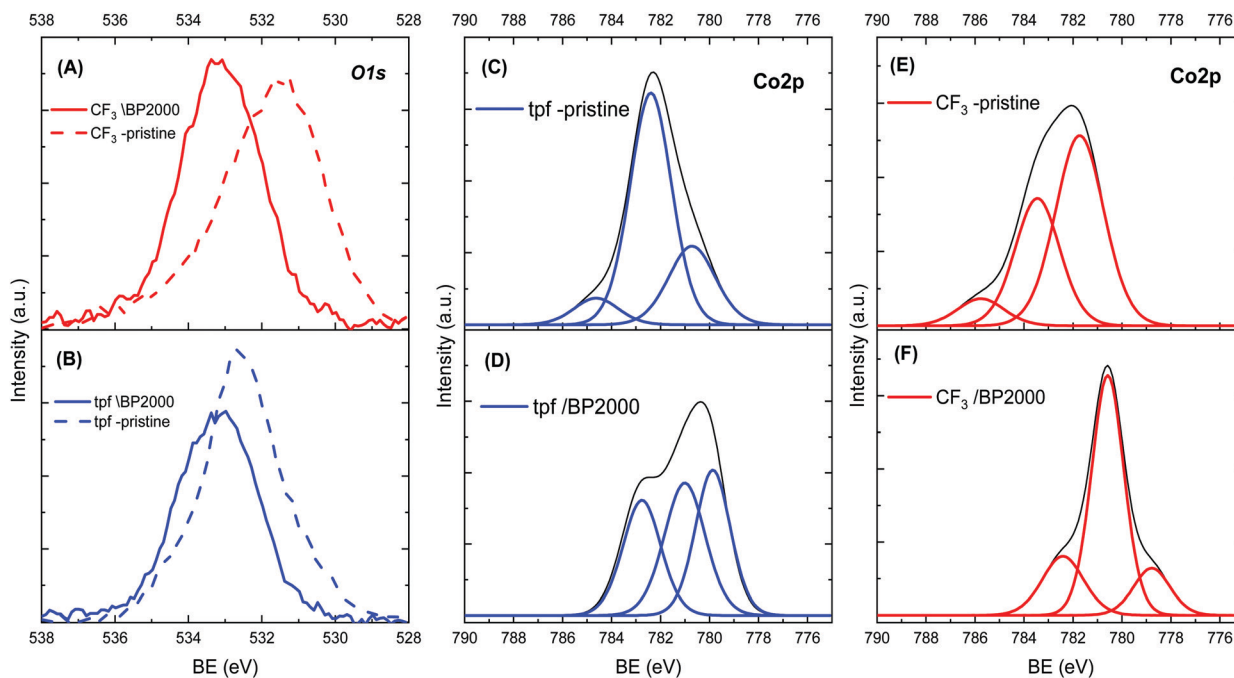 538 536 534 532 530 528
790 788 786 784 782 780 778 776
790 788 786 784 782 780 778 776
(A)
O1s
CF₃ \BP2000
CF₃ -pristine
(B)
tpf \BP2000
tpf -pristine
Intensity (a.u.)
538 536 534 532 530 528
BE (eV)
(C)
Co2p
tpf -pristine
(D)
tpf /BP2000
Intensity (a.u.)
790 788 786 784 782 780 778 776
BE (eV)
(E)
Co2p
CF₃ -pristine
(F)
CF₃ /BP2000
Intensity (a.u.)
790 788 786 784 782 780 778 776
BE (eV)